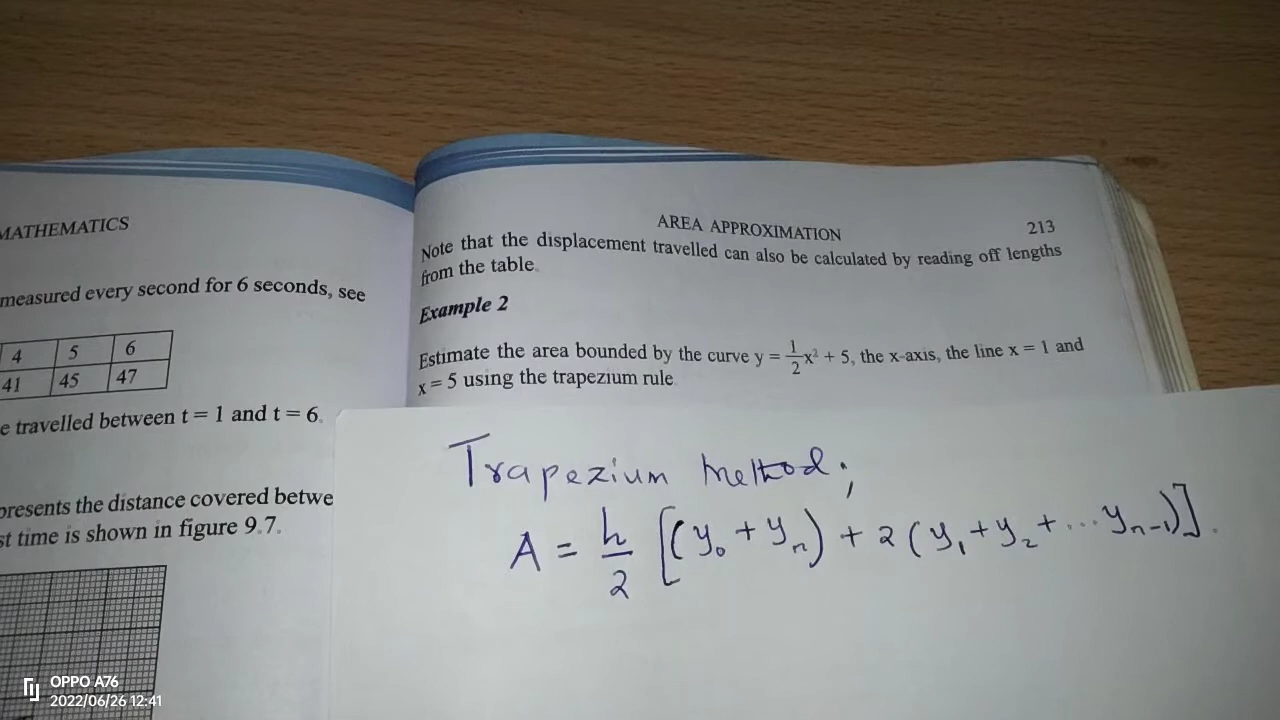 MATHEMATICS
measured every second for 6 seconds, see
4 5 6
41 45 47
e travelled between t = 1 and t = 6.
presents the distance covered betwe
st time is shown in figure 9.7.
AREA APPROXIMATION 213
Note that the displacement travelled can also be calculated by reading off lengths
from the table.
Example 2
Estimate the area bounded by the curve y = 1/2 x² + 5, the x-axis, the line x = 1 and
x = 5 using the trapezium rule.
Trapezium method;
A = h/2 [(y₀ + yₙ) + 2(y₁ + y₂ + ... yₙ₋₁)].
OPPO A76
2022/06/26 12:41